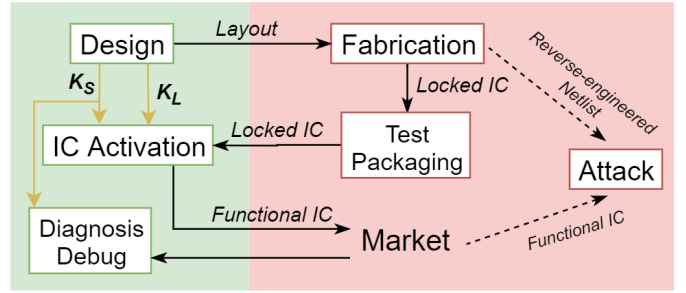 Design
Layout
Fabrication
Reverse-engineered
Netlist
K_S
K_L
Locked IC
IC Activation
Locked IC
Test
Packaging
Attack
Diagnosis
Debug
Functional IC
Market
Functional IC